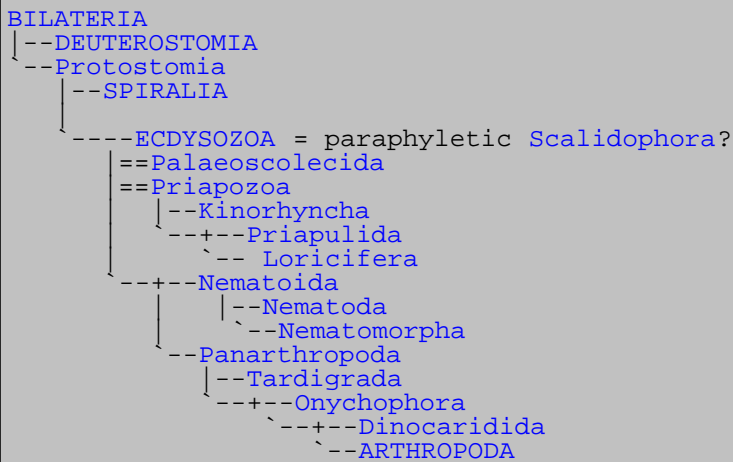 BILATERIA
|--DEUTEROSTOMIA
`--Protostomia
   |--SPIRALIA
   |
   `----ECDYSOZOA = paraphyletic Scalidophora?
      |==Palaeoscolecida
      |==Priapozoa
      |  |--Kinorhyncha
      |  `--+--Priapulida
      |     `-- Loricifera
      `--+--Nematoida
         |   |--Nematoda
         |   `--Nematomorpha
         `--Panarthropoda
            |--Tardigrada
            `--+--Onychophora
               `--+--Dinocaridida
                  `--ARTHROPODA